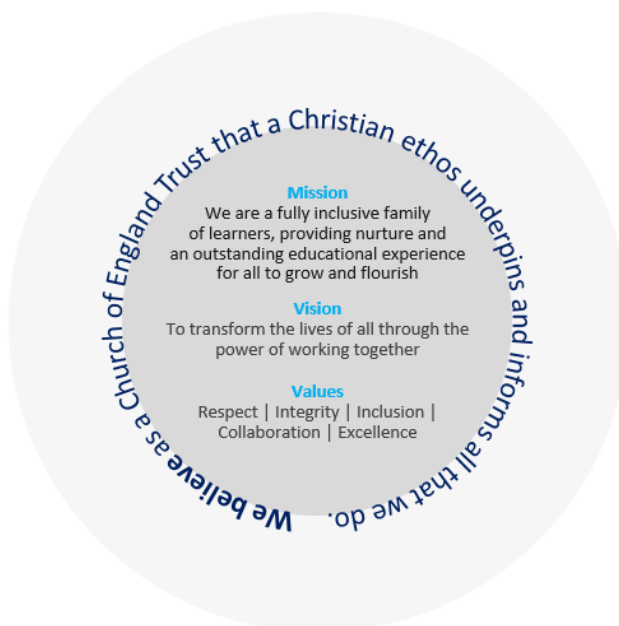 We believe as a Church of England Trust that a Christian ethos underpins and informs all that we do.
Mission
We are a fully inclusive family
of learners, providing nurture and
an outstanding educational experience
for all to grow and flourish
Vision
To transform the lives of all through the
power of working together
Values
Respect | Integrity | Inclusion |
Collaboration | Excellence